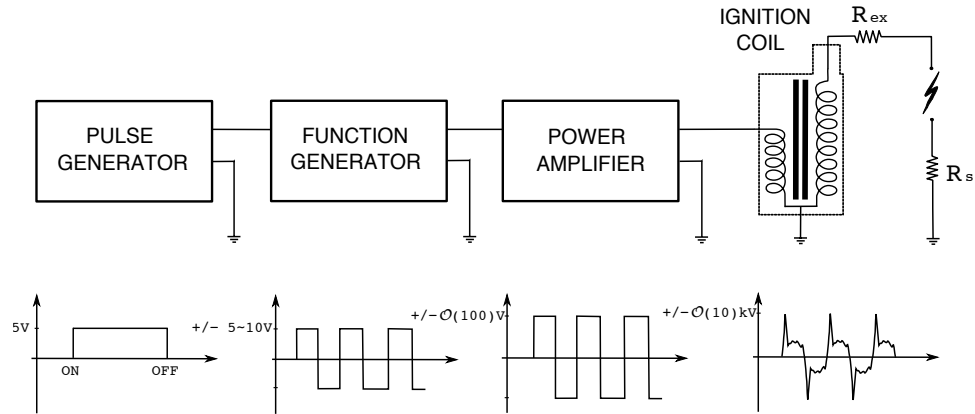 IGNITION
COIL
Rex
PULSE
GENERATOR
FUNCTION
GENERATOR
POWER
AMPLIFIER
Rs
5V
ON
OFF
+/- 5~10V
+/-O(100)V
+/-O(10)kV